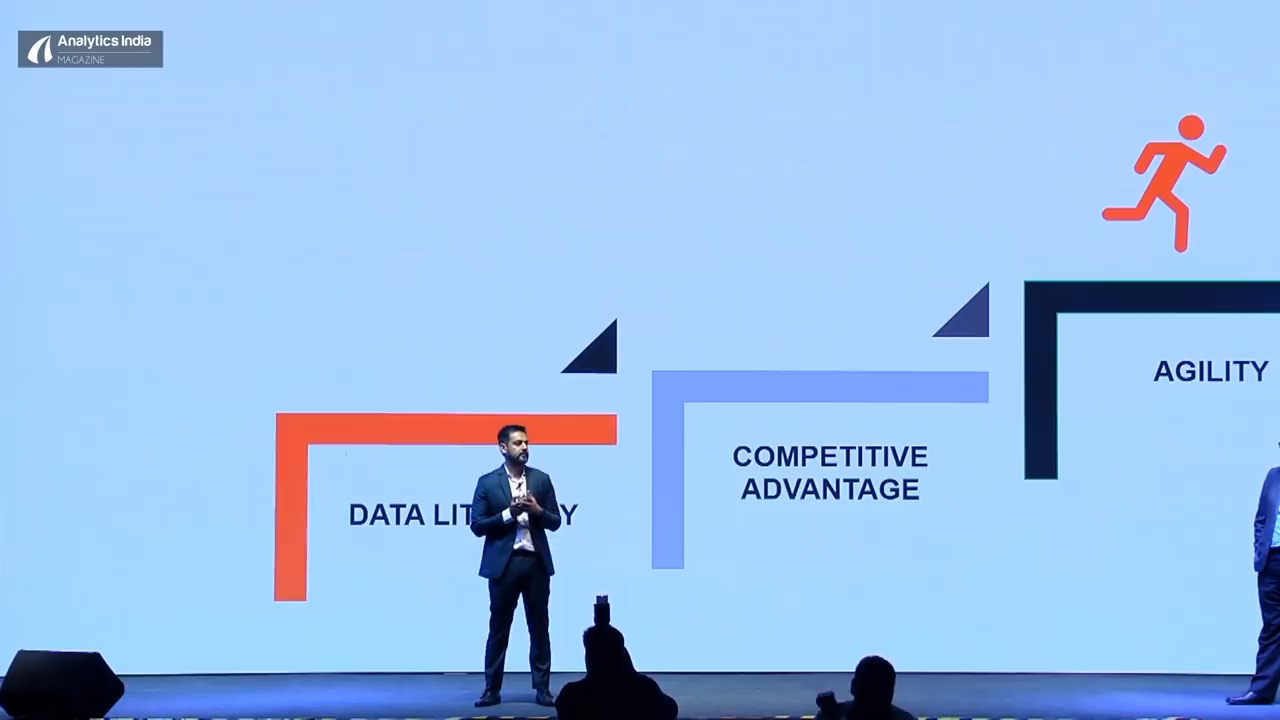 Analytics India
MAGAZINE
AGILITY
COMPETITIVE
ADVANTAGE
DATA